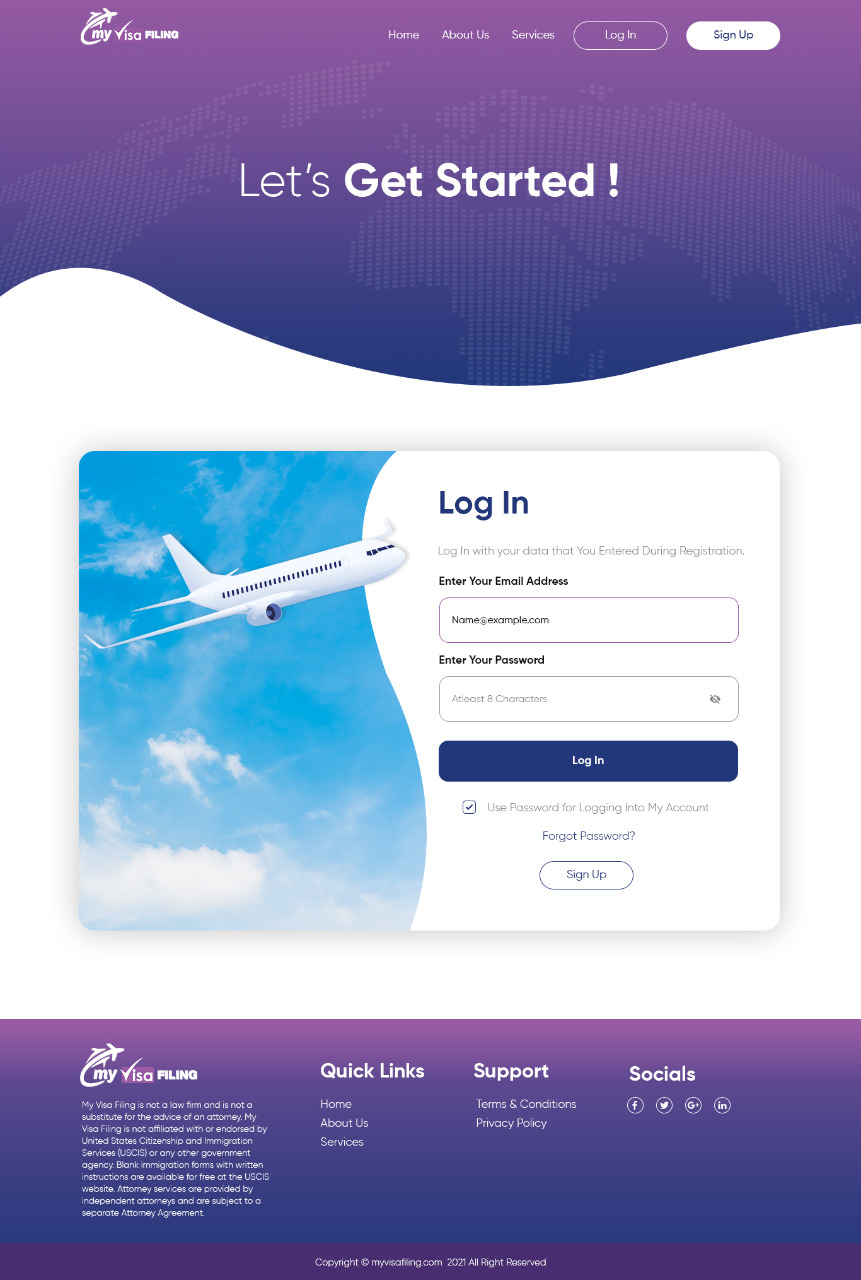 my Visa FILING
Home
About Us
Services
Log In
Sign Up
Let's Get Started !
Log In
Log In with your data that You Entered During Registration.
Enter Your Email Address
Name@example.com
Enter Your Password
Atleast 8 Characters
Log In
Use Password for Logging Into My Account
Forgot Password?
Sign Up
my Visa FILING
My Visa Filing is not a law firm and is not a
substitute for the advice of an attorney. My
Visa Filing is not affiliated with or endorsed by
United States Citizenship and Immigration
Services (USCIS) or any other government
agency. Blank immigration forms with written
instructions are available for free at the USCIS
website. Attorney services are provided by
independent attorneys and are subject to a
separate Attorney Agreement.
Quick Links
Home
About Us
Services
Support
Terms & Conditions
Privacy Policy
Socials
Copyright © myvisafiling.com 2021 All Right Reserved